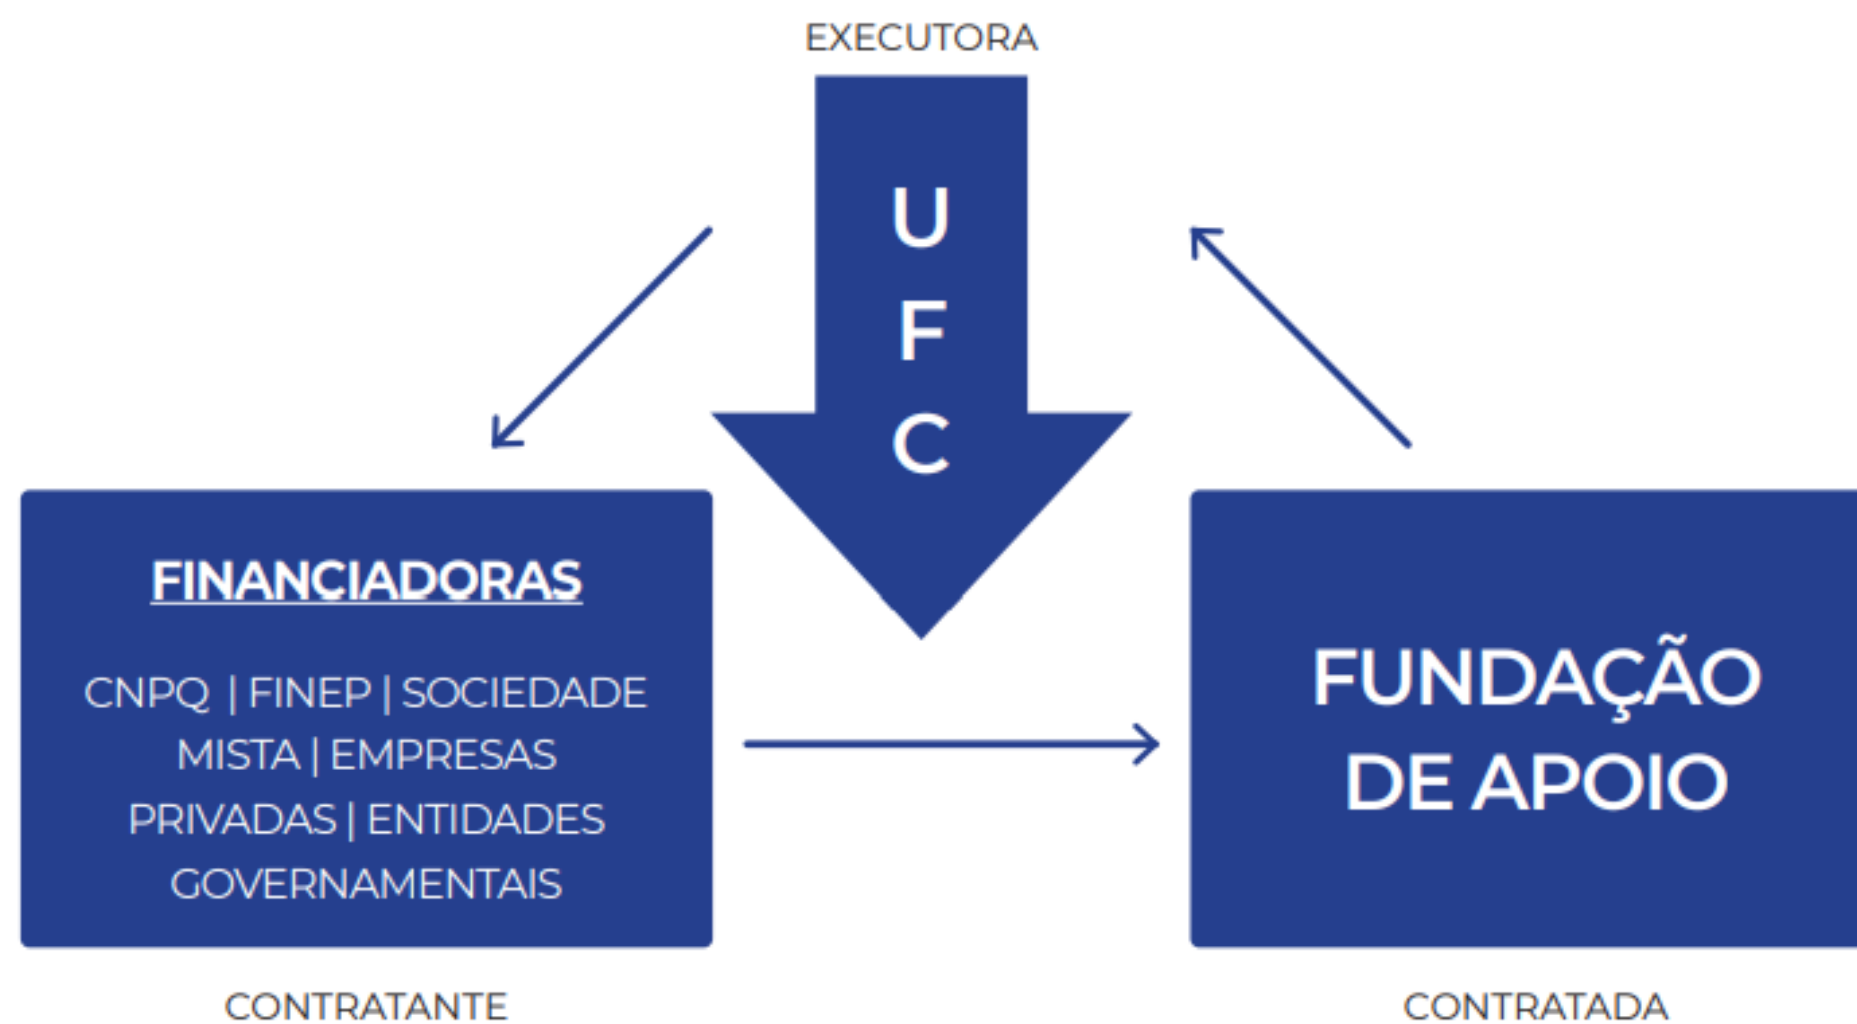 EXECUTORA
U
F
C
FINANCIADORAS
CNPQ | FINEP | SOCIEDADE
MISTA | EMPRESAS
PRIVADAS | ENTIDADES
GOVERNAMENTAIS
CONTRATANTE
FUNDAÇÃO
DE APOIO
CONTRATADA